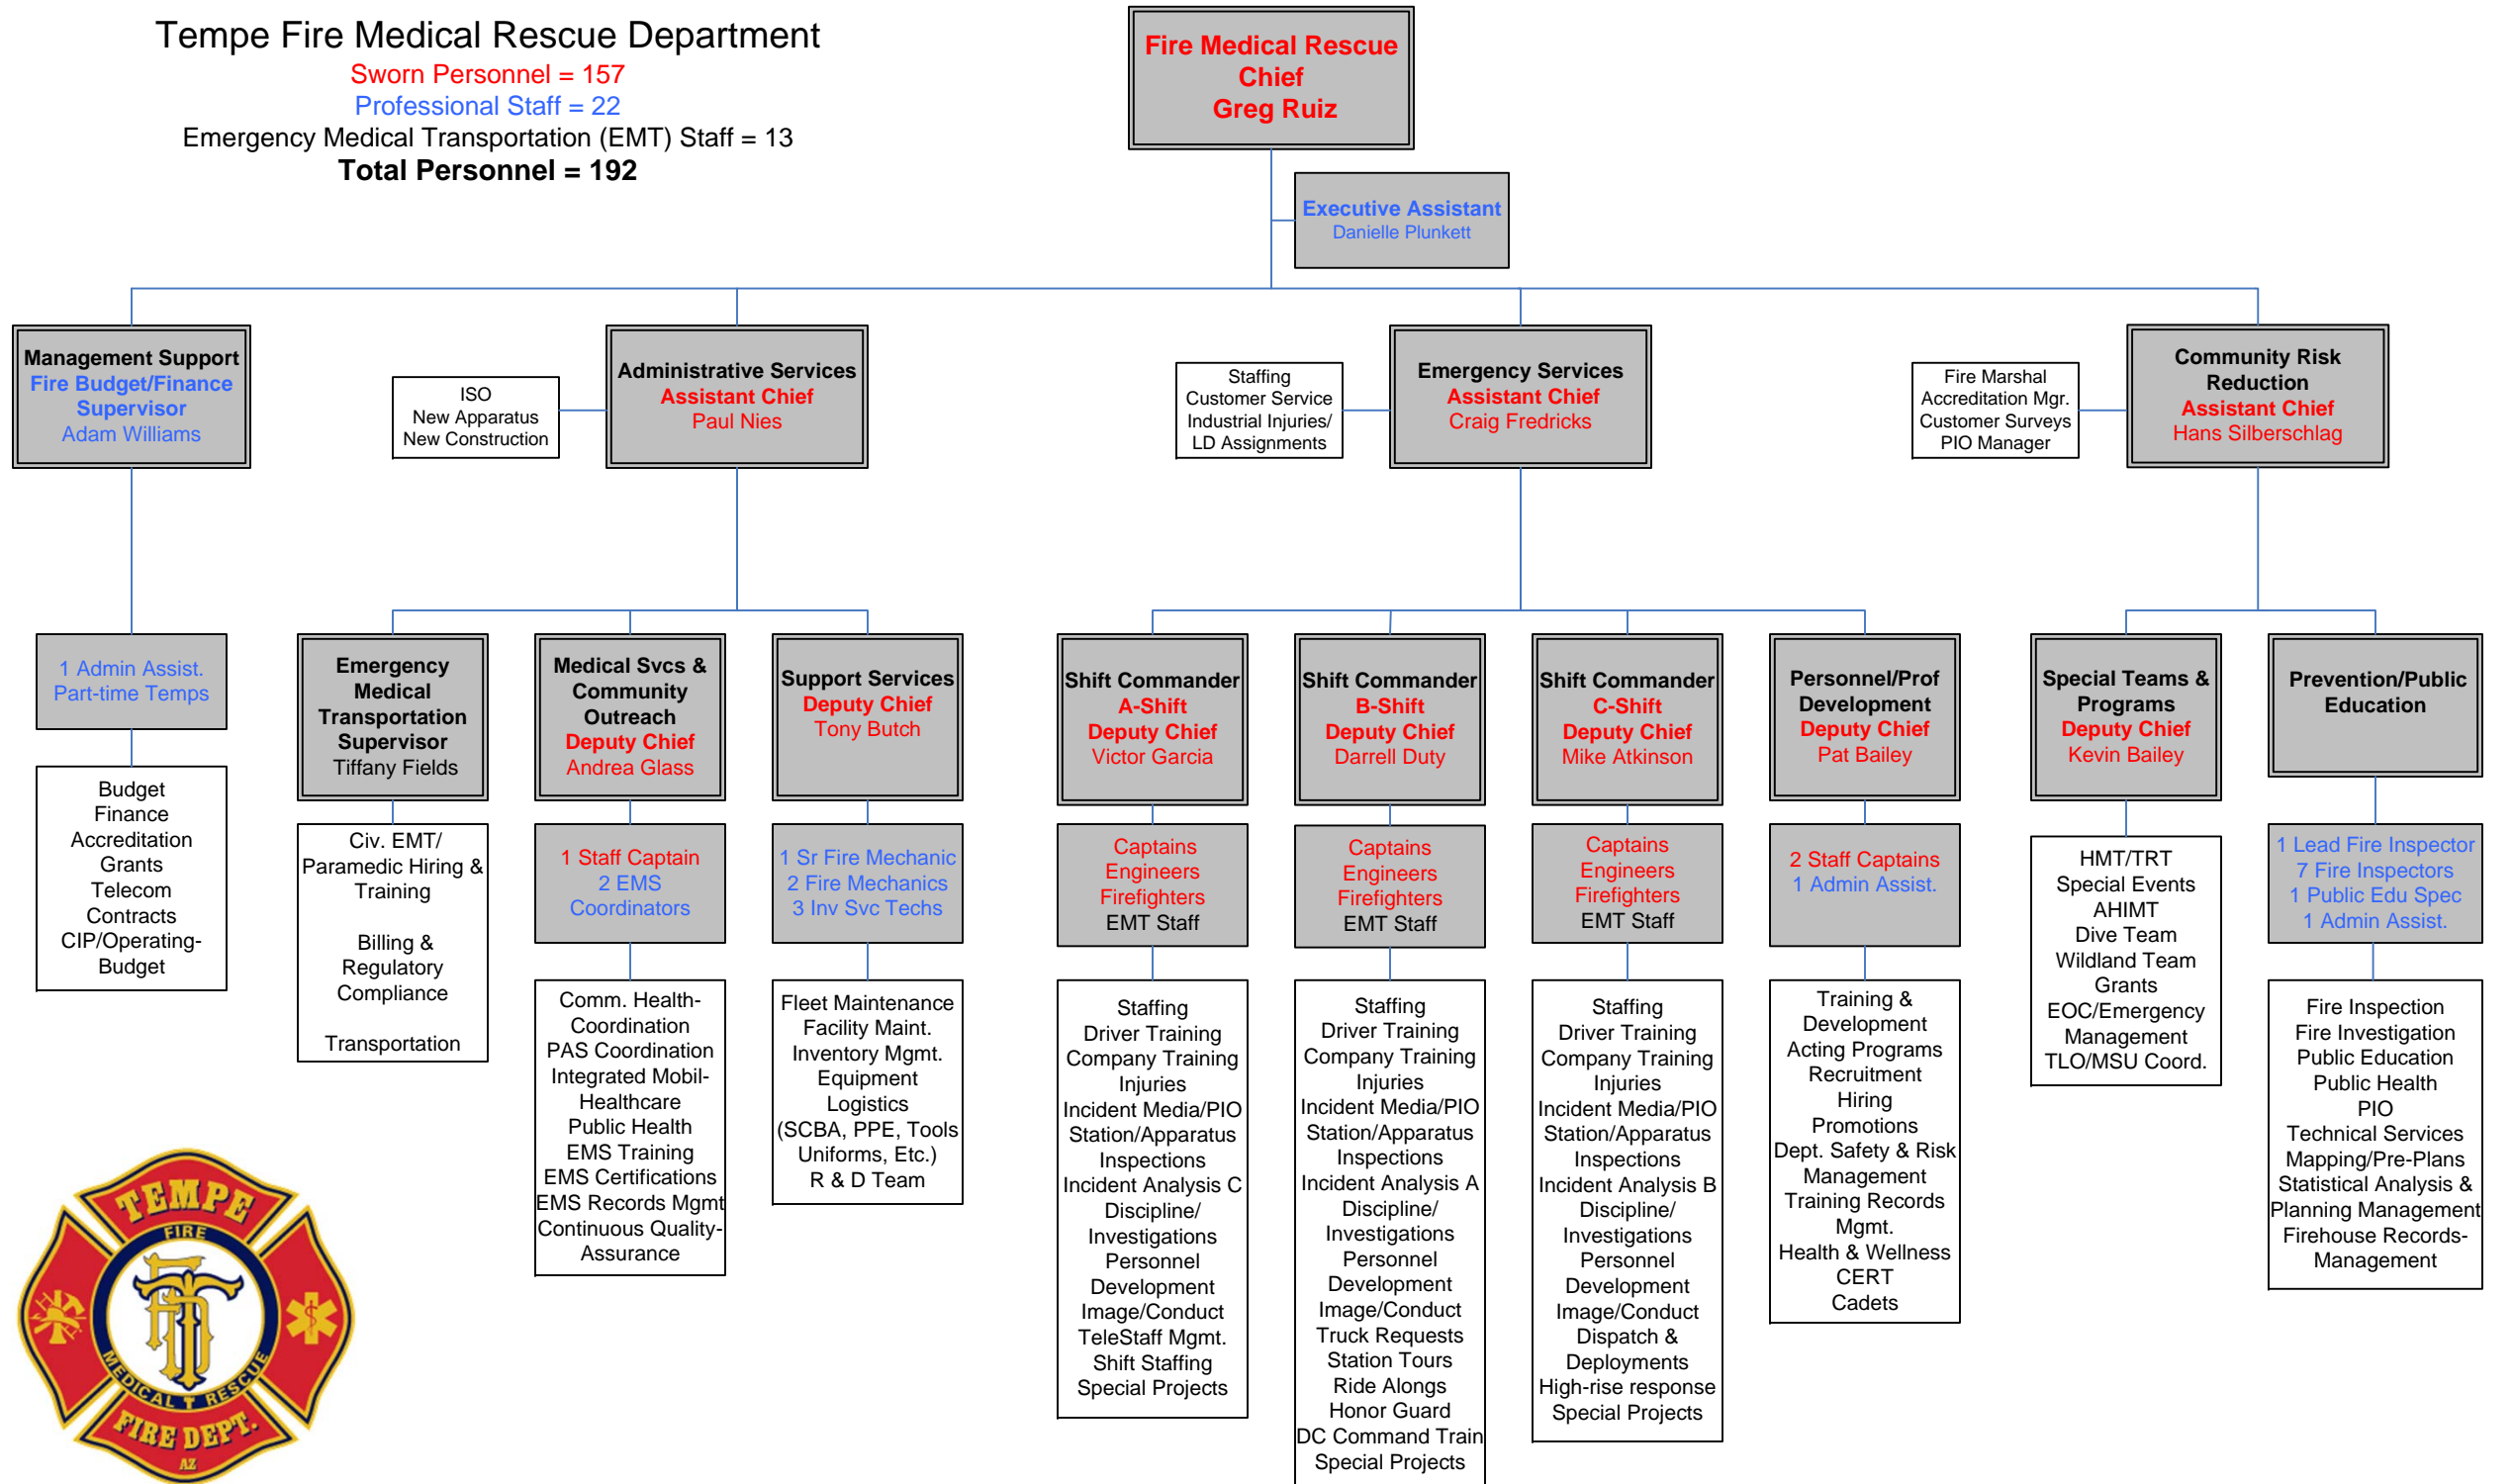 Tempe Fire Medical Rescue Department
Sworn Personnel = 157
Professional Staff = 22
Emergency Medical Transportation (EMT) Staff = 13
Total Personnel = 192
Fire Medical Rescue
Chief
Greg Ruiz
Executive Assistant
Danielle Plunkett
Management Support
Fire Budget/Finance
Supervisor
Adam Williams
ISO
New Apparatus
New Construction
Administrative Services
Assistant Chief
Paul Nies
Staffing
Customer Service
Industrial Injuries/
LD Assignments
Emergency Services
Assistant Chief
Craig Fredricks
Fire Marshal
Accreditation Mgr.
Customer Surveys
PIO Manager
Community Risk
Reduction
Assistant Chief
Hans Silberschlag
1 Admin Assist.
Part-time Temps
Budget
Finance
Accreditation
Grants
Telecom
Contracts
CIP/Operating-
Budget
Emergency
Medical
Transportation
Supervisor
Tiffany Fields
Civ. EMT/
Paramedic Hiring &
Training
Billing &
Regulatory
Compliance
Transportation
Medical Svcs &
Community
Outreach
Deputy Chief
Andrea Glass
1 Staff Captain
2 EMS
Coordinators
Comm. Health-
Coordination
PAS Coordination
Integrated Mobil-
Healthcare
Public Health
EMS Training
EMS Certifications
EMS Records Mgmt
Continuous Quality-
Assurance
Support Services
Deputy Chief
Tony Butch
1 Sr Fire Mechanic
2 Fire Mechanics
3 Inv Svc Techs
Fleet Maintenance
Facility Maint.
Inventory Mgmt.
Equipment
Logistics
(SCBA, PPE, Tools
Uniforms, Etc.)
R & D Team
Shift Commander
A-Shift
Deputy Chief
Victor Garcia
Captains
Engineers
Firefighters
EMT Staff
Staffing
Driver Training
Company Training
Injuries
Incident Media/PIO
Station/Apparatus
Inspections
Incident Analysis C
Discipline/
Investigations
Personnel
Development
Image/Conduct
TeleStaff Mgmt.
Shift Staffing
Special Projects
Shift Commander
B-Shift
Deputy Chief
Darrell Duty
Captains
Engineers
Firefighters
EMT Staff
Staffing
Driver Training
Company Training
Injuries
Incident Media/PIO
Station/Apparatus
Inspections
Incident Analysis A
Discipline/
Investigations
Personnel
Development
Image/Conduct
Truck Requests
Station Tours
Ride Alongs
Honor Guard
DC Command Train
Special Projects
Shift Commander
C-Shift
Deputy Chief
Mike Atkinson
Captains
Engineers
Firefighters
EMT Staff
Staffing
Driver Training
Company Training
Injuries
Incident Media/PIO
Station/Apparatus
Inspections
Incident Analysis B
Discipline/
Investigations
Personnel
Development
Image/Conduct
Dispatch &
Deployments
High-rise response
Special Projects
Personnel/Prof
Development
Deputy Chief
Pat Bailey
2 Staff Captains
1 Admin Assist.
Training &
Development
Acting Programs
Recruitment
Hiring
Promotions
Dept. Safety & Risk
Management
Training Records
Mgmt.
Health & Wellness
CERT
Cadets
Special Teams &
Programs
Deputy Chief
Kevin Bailey
HMT/TRT
Special Events
AHIMT
Dive Team
Wildland Team
Grants
EOC/Emergency
Management
TLO/MSU Coord.
Prevention/Public
Education
1 Lead Fire Inspector
7 Fire Inspectors
1 Public Edu Spec
1 Admin Assist.
Fire Inspection
Fire Investigation
Public Education
Public Health
PIO
Technical Services
Mapping/Pre-Plans
Statistical Analysis &
Planning Management
Firehouse Records-
Management
TEMPE
FIRE
TFD
MEDICAL RESCUE
FIRE DEPT.
AZ